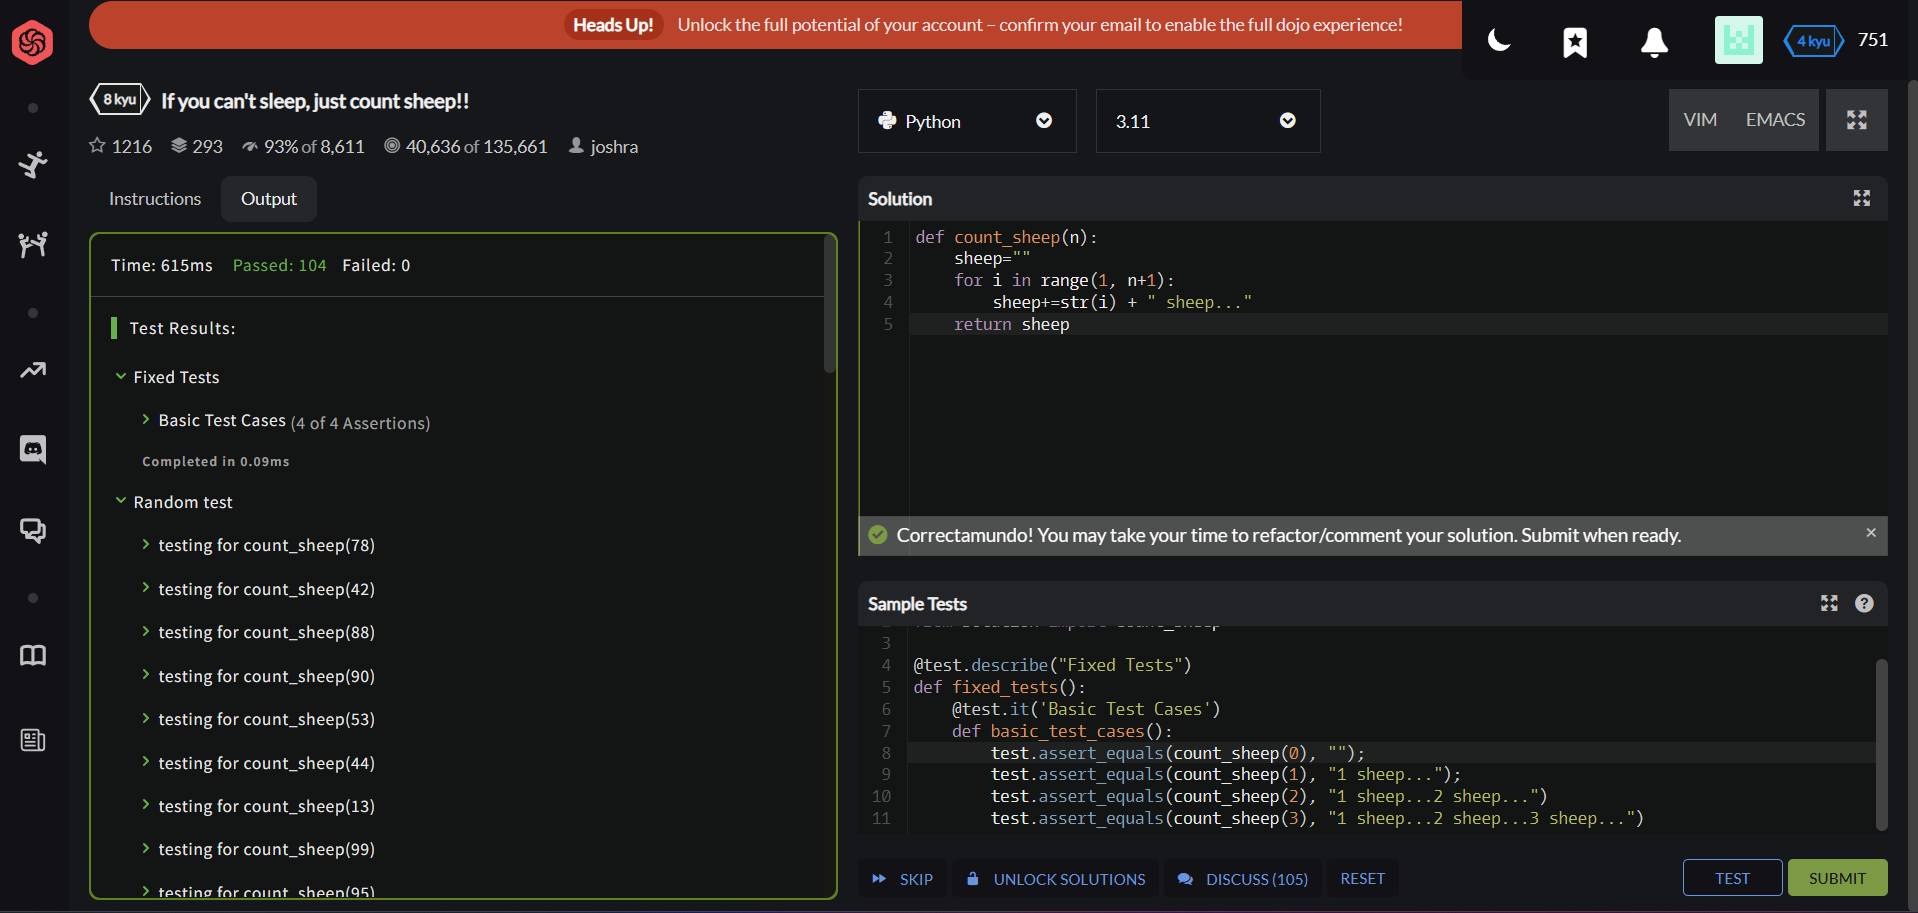 Heads Up! Unlock the full potential of your account – confirm your email to enable the full dojo experience!
4 kyu 751
8 kyu If you can't sleep, just count sheep!!
1216 293 93% of 8,611 40,636 of 135,661 joshra
Python
3.11
VIM EMACS
Instructions Output
Time: 615ms Passed: 104 Failed: 0
Test Results:
Fixed Tests
Basic Test Cases (4 of 4 Assertions)
Completed in 0.09ms
Random test
testing for count_sheep(78)
testing for count_sheep(42)
testing for count_sheep(88)
testing for count_sheep(90)
testing for count_sheep(53)
testing for count_sheep(44)
testing for count_sheep(13)
testing for count_sheep(99)
testing for count_sheep(95)
Solution
1 def count_sheep(n):
2 sheep=""
3 for i in range(1, n+1):
4 sheep+=str(i) + " sheep..."
5 return sheep
Correctamundo! You may take your time to refactor/comment your solution. Submit when ready.
Sample Tests
3
4 @test.describe("Fixed Tests")
5 def fixed_tests():
6 @test.it('Basic Test Cases')
7 def basic_test_cases():
8 test.assert_equals(count_sheep(0), "");
9 test.assert_equals(count_sheep(1), "1 sheep...");
10 test.assert_equals(count_sheep(2), "1 sheep...2 sheep...")
11 test.assert_equals(count_sheep(3), "1 sheep...2 sheep...3 sheep...")
SKIP UNLOCK SOLUTIONS DISCUSS (105) RESET TEST SUBMIT